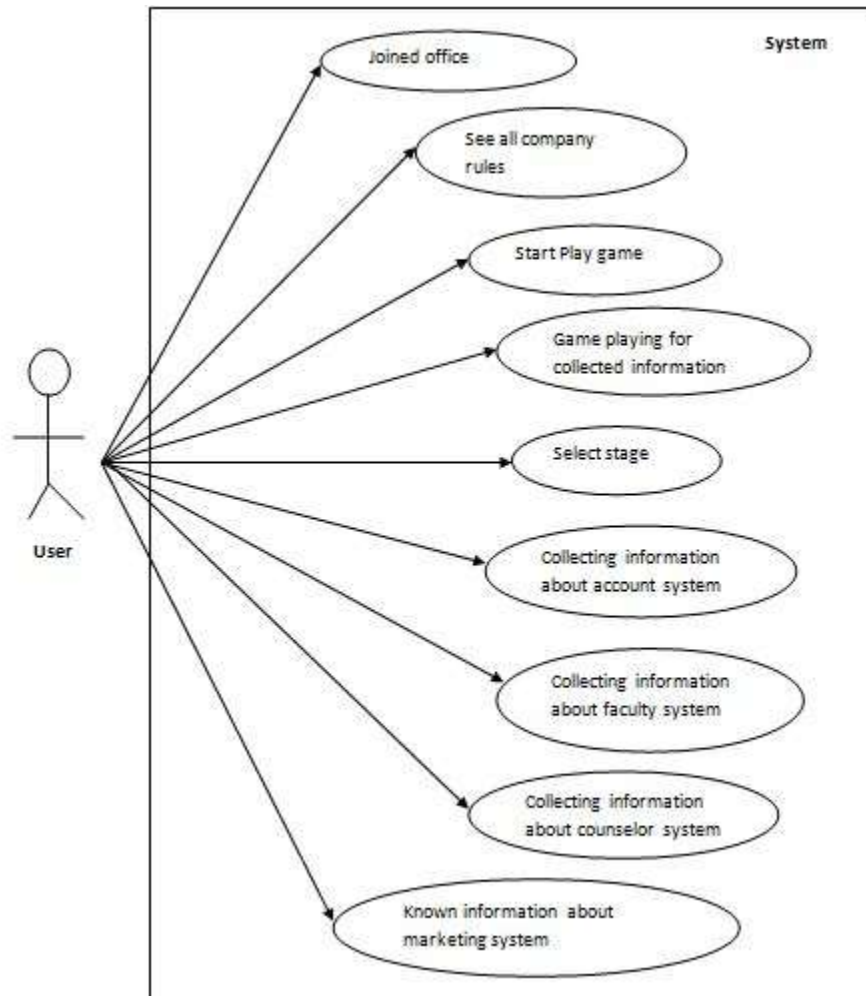 System
Joined office
See all company
rules
Start Play game
Game playing for
collected information
Select stage
User
Collecting information
about account system
Collecting information
about faculty system
Collecting information
about counselor system
Known information about
marketing system